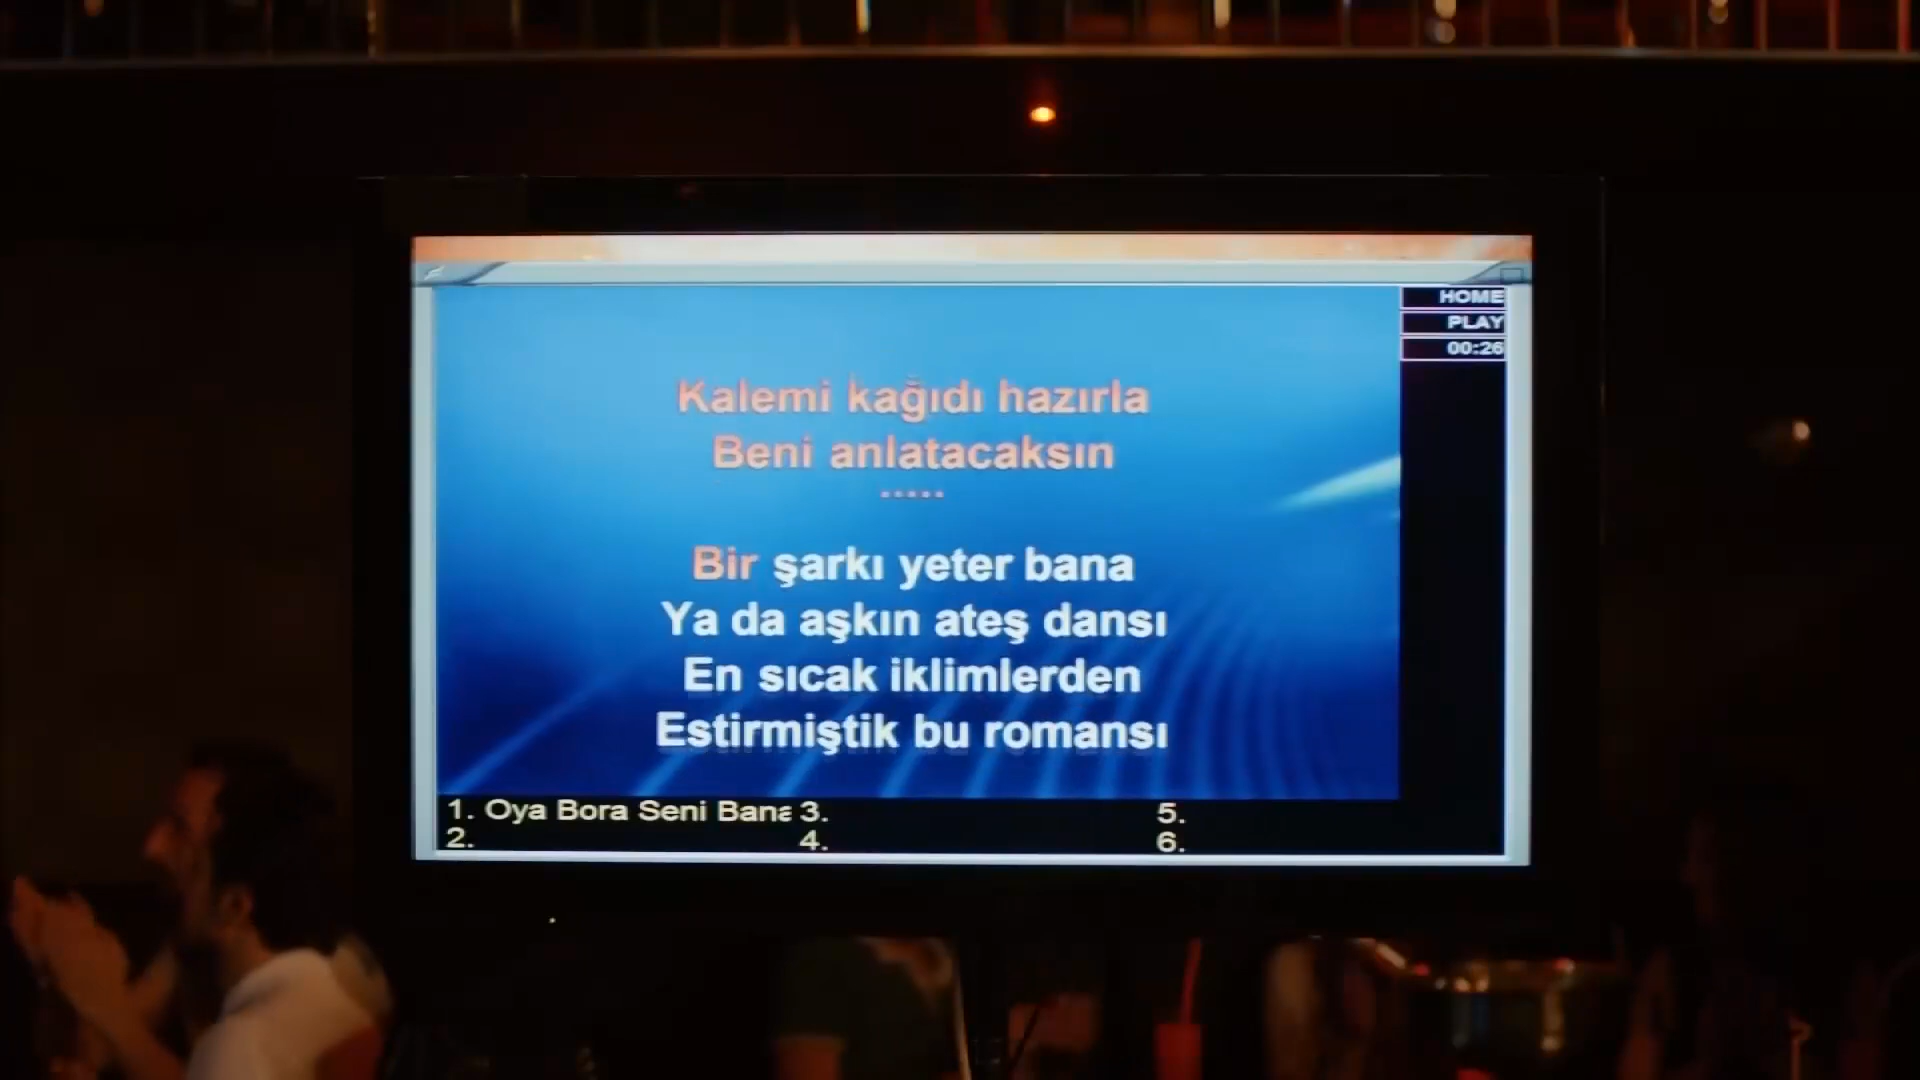 HOME
PLAY
00:26
Kalemi kağıdı hazırla
Beni anlatacaksın
.....
Bir şarkı yeter bana
Ya da aşkın ateş dansı
En sıcak iklimlerden
Estirmiştik bu romansı
1. Oya Bora Seni Bana 3. 5.
2. 4. 6.